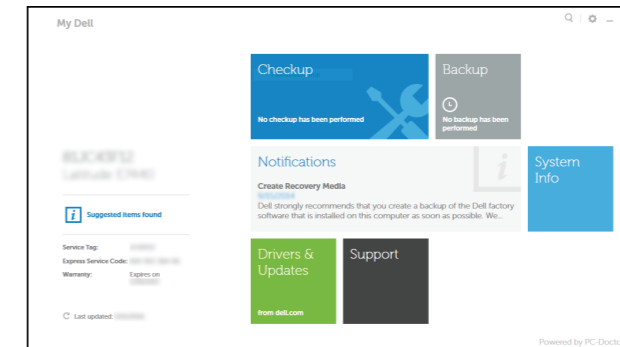 My Dell
Checkup
No checkup has been performed
Backup
No backup has been
performed
Notifications
Create Recovery Media
Dell strongly recommends that you create a backup of the Dell factory
software that is installed on this computer as soon as possible. We...
System
Info
Suggested items found
Service Tag:
Express Service Code:
Warranty: Expires on
Last updated:
Drivers &
Updates
from dell.com
Support
Powered by PC-Docto